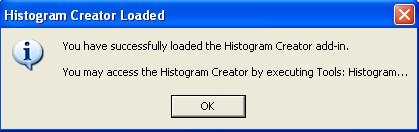 Histogram Creator Loaded
You have successfully loaded the Histogram Creator add-in.
You may access the Histogram Creator by executing Tools: Histogram...
OK